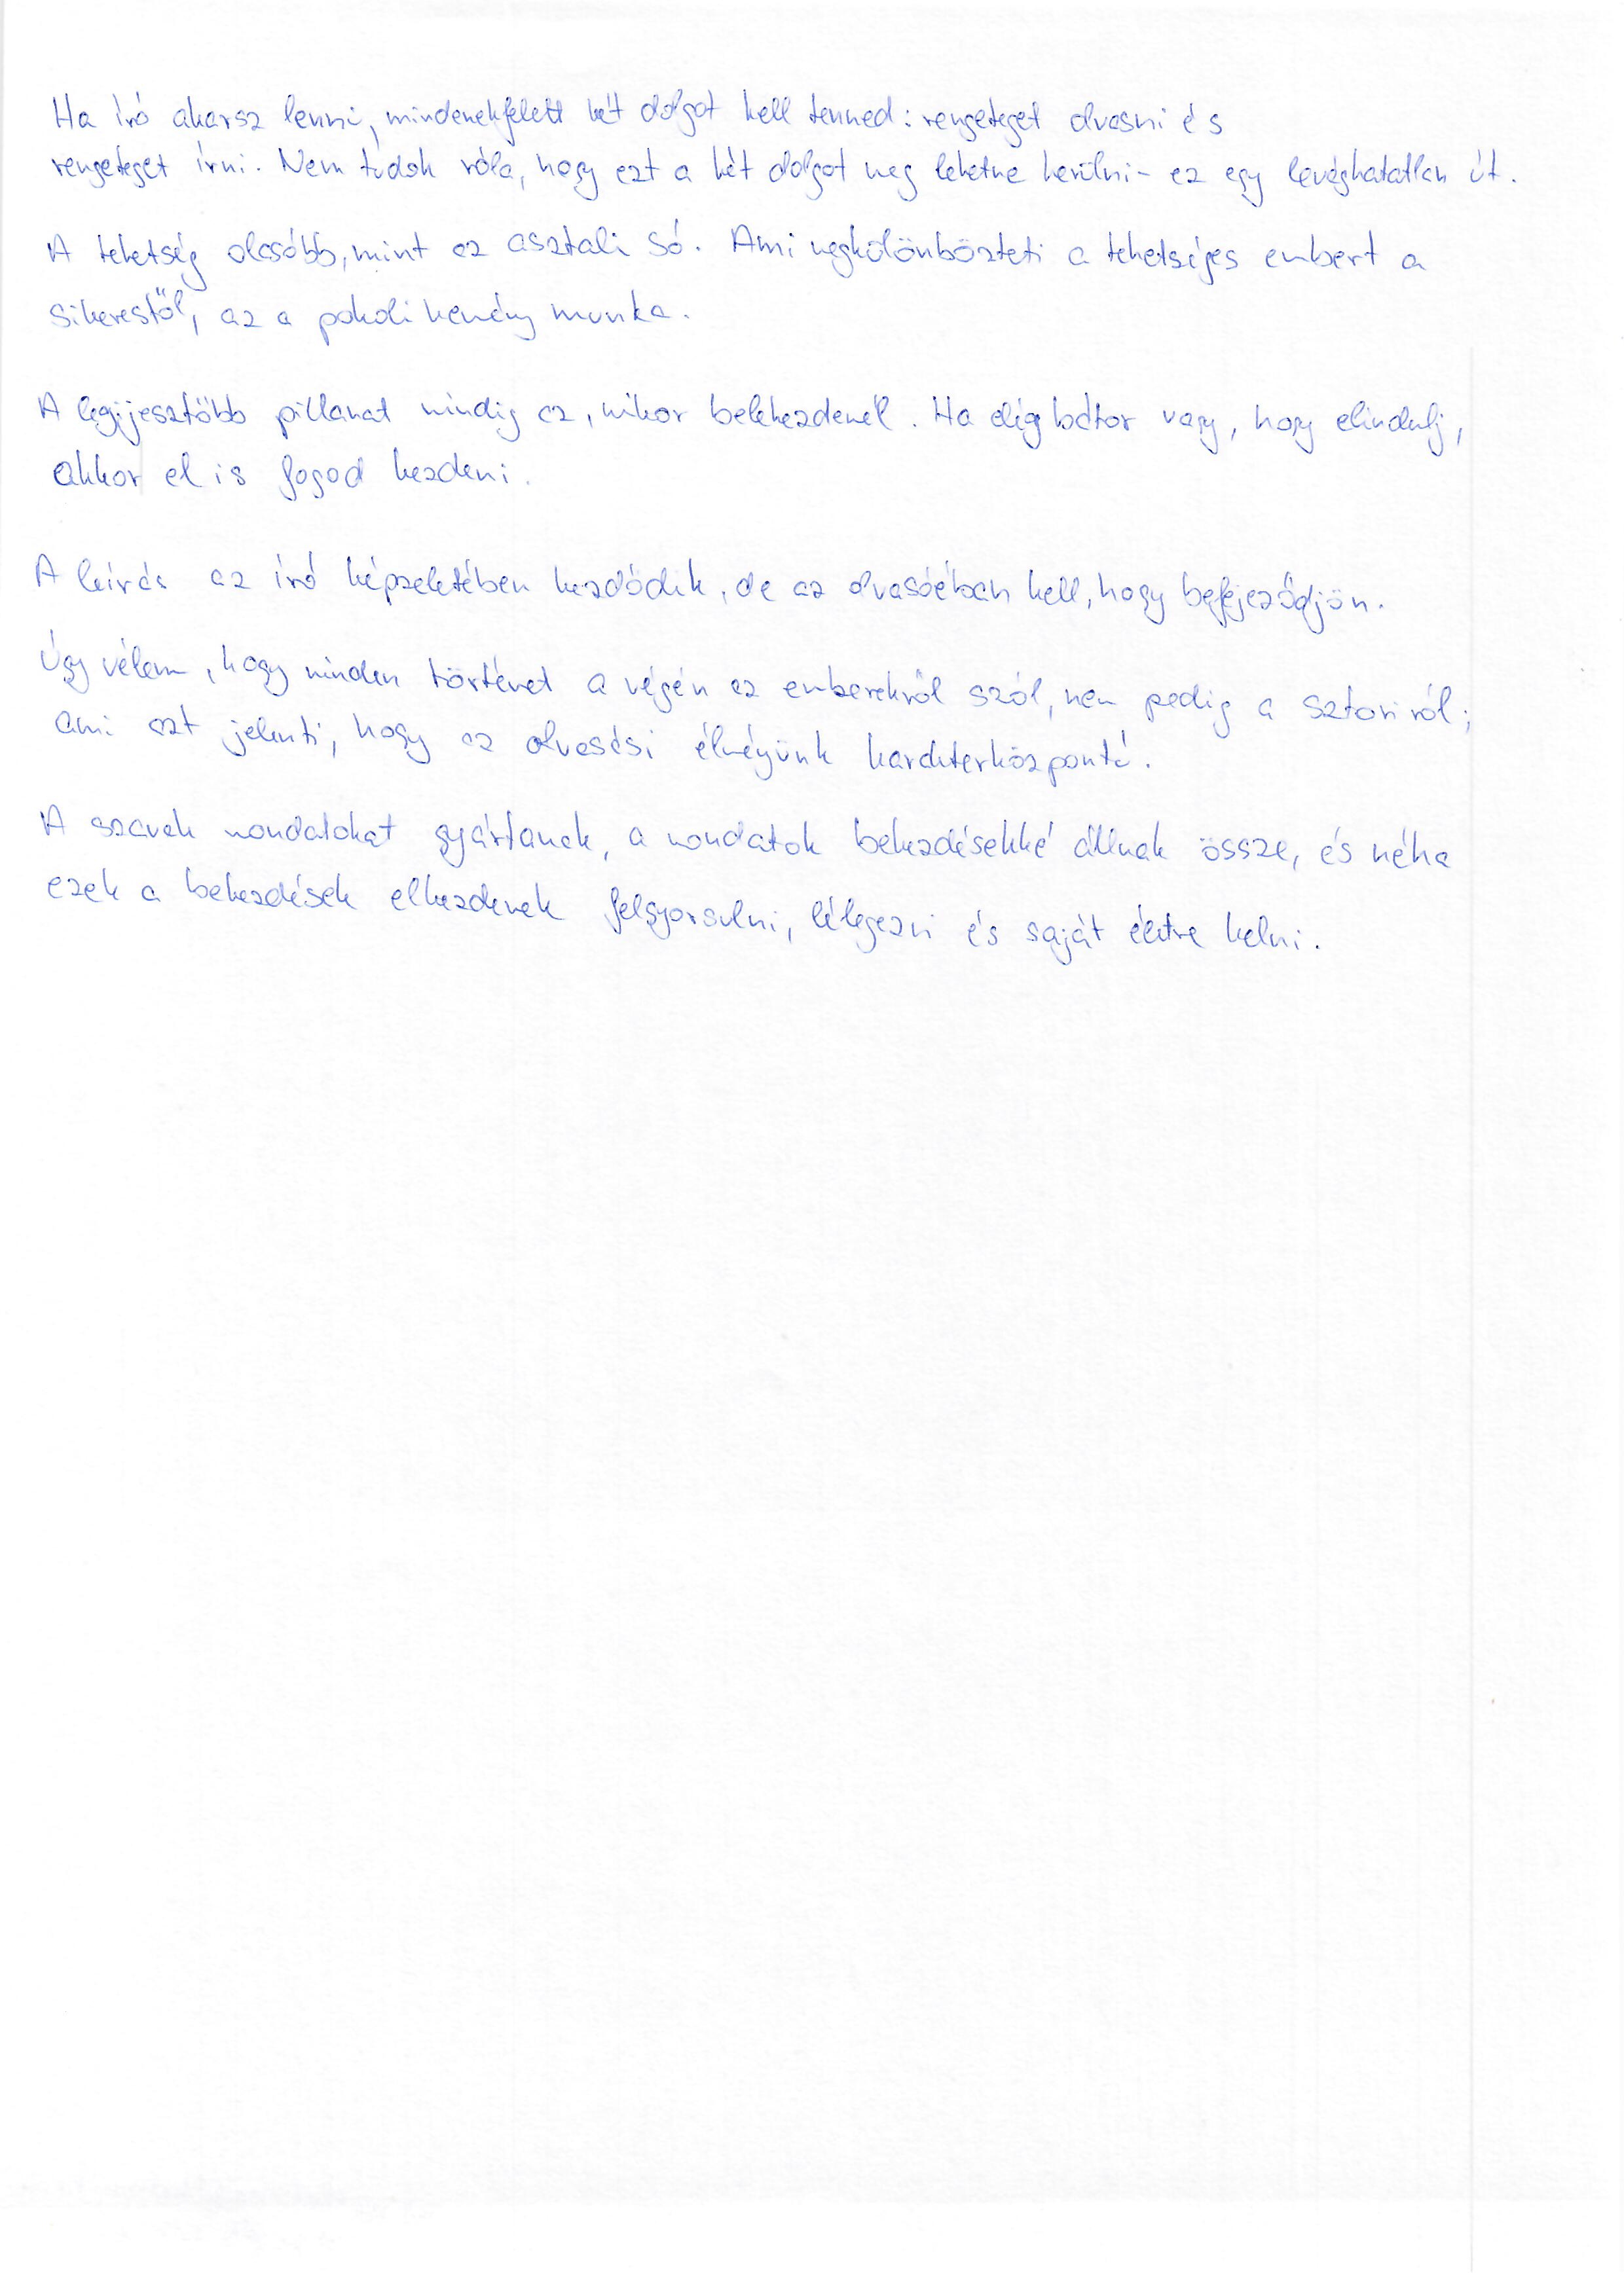 Ha író akarsz lenni, mindenekfelett két dolgot kell tenned: rengeteget olvasni és
rengeteget írni. Nem tudok róla, hogy ezt a két dolgot meg lehetne kerülni - ez egy levághatatlan út.
A tehetség olcsóbb, mint az asztali só. Ami megkülönbözteti a tehetséges embert a
sikerestől, az a pokoli kemény munka.
A legijesztőbb pillanat mindig az, mikor belekezdenél. Ha elég bátor vagy, hogy elindulj,
akkor el is fogod kezdeni.
A leírás az író képzeletében kezdődik, de az olvasóéban kell, hogy befejeződjön.
Úgy vélem, hogy minden történet a végén az emberekről szól, nem pedig a sztoriról;
ami azt jelenti, hogy az olvasási élményünk karakterközpontú.
A szavak mondatokat gyártanak, a mondatok bekezdésekké állnak össze, és néha
ezek a bekezdések elkezdenek felgyorsulni, lélegezni és saját életre kelni.